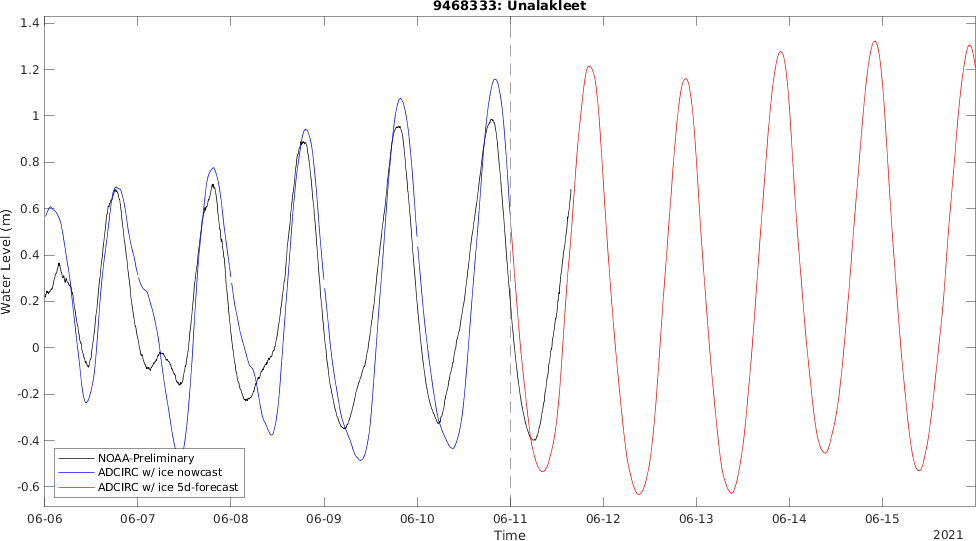 9468333: Unalakleet
1.4
1.2
1
0.8
0.6
0.4
0.2
0
-0.2
-0.4
-0.6
Water Level (m)
NOAA-Preliminary
ADCIRC w/ ice nowcast
ADCIRC w/ ice 5d-forecast
06-06 06-07 06-08 06-09 06-10 06-11 06-12 06-13 06-14 06-15
Time
2021